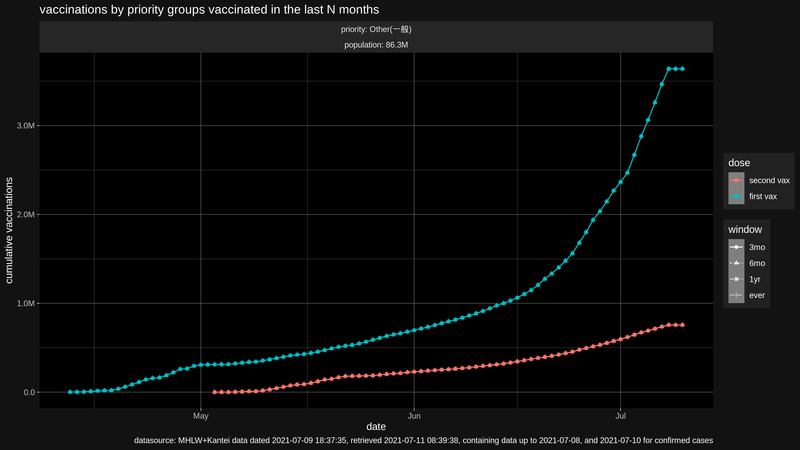 vaccinations by priority groups vaccinated in the last N months
priority: Other(一般)
population: 86.3M
3.0M
2.0M
1.0M
0.0
cumulative vaccinations
May
Jun
Jul
date
dose
second vax
first vax
window
3mo
6mo
1yr
ever
datasource: MHLW+Kantei data dated 2021-07-09 18:37:35, retrieved 2021-07-11 08:39:38, containing data up to 2021-07-08, and 2021-07-10 for confirmed cases